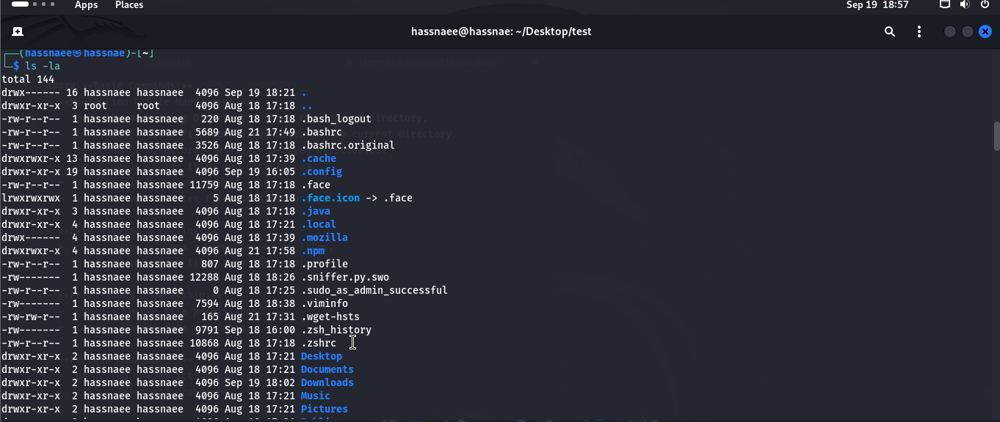 Apps Places Sep 19 18:57
hassnaee@hassnae: ~/Desktop/test
(hassnaee㉿hassnae)-[~]
$ ls -la
total 144
drwx------ 16 hassnaee hassnaee  4096 Sep 19 18:21 .
drwxr-xr-x  3 root     root      4096 Aug 18 17:18 ..
-rw-r--r--  1 hassnaee hassnaee   220 Aug 18 17:18 .bash_logout
-rw-r--r--  1 hassnaee hassnaee  5689 Aug 21 17:49 .bashrc
-rw-r--r--  1 hassnaee hassnaee  3526 Aug 18 17:18 .bashrc.original
drwxrwxr-x 13 hassnaee hassnaee  4096 Aug 18 17:39 .cache
drwxr-xr-x 19 hassnaee hassnaee  4096 Sep 19 16:05 .config
-rw-r--r--  1 hassnaee hassnaee 11759 Aug 18 17:18 .face
lrwxrwxrwx  1 hassnaee hassnaee     5 Aug 18 17:18 .face.icon -> .face
drwxr-xr-x  3 hassnaee hassnaee  4096 Aug 18 17:18 .java
drwxr-xr-x  4 hassnaee hassnaee  4096 Aug 18 17:21 .local
drwx------  4 hassnaee hassnaee  4096 Aug 18 17:39 .mozilla
drwxrwxr-x  4 hassnaee hassnaee  4096 Aug 21 17:58 .npm
-rw-r--r--  1 hassnaee hassnaee   807 Aug 18 17:18 .profile
-rw-------  1 hassnaee hassnaee 12288 Aug 18 18:26 .sniffer.py.swo
-rw-r--r--  1 hassnaee hassnaee     0 Aug 18 17:25 .sudo_as_admin_successful
-rw-------  1 hassnaee hassnaee  7594 Aug 18 18:38 .viminfo
-rw-rw-r--  1 hassnaee hassnaee   165 Aug 21 17:31 .wget-hsts
-rw-------  1 hassnaee hassnaee  9791 Sep 18 16:00 .zsh_history
-rw-r--r--  1 hassnaee hassnaee 10868 Aug 18 17:18 .zshrc
drwxr-xr-x  2 hassnaee hassnaee  4096 Aug 18 17:21 Desktop
drwxr-xr-x  2 hassnaee hassnaee  4096 Aug 18 17:21 Documents
drwxr-xr-x  2 hassnaee hassnaee  4096 Sep 19 18:02 Downloads
drwxr-xr-x  2 hassnaee hassnaee  4096 Aug 18 17:21 Music
drwxr-xr-x  2 hassnaee hassnaee  4096 Aug 18 17:21 Pictures